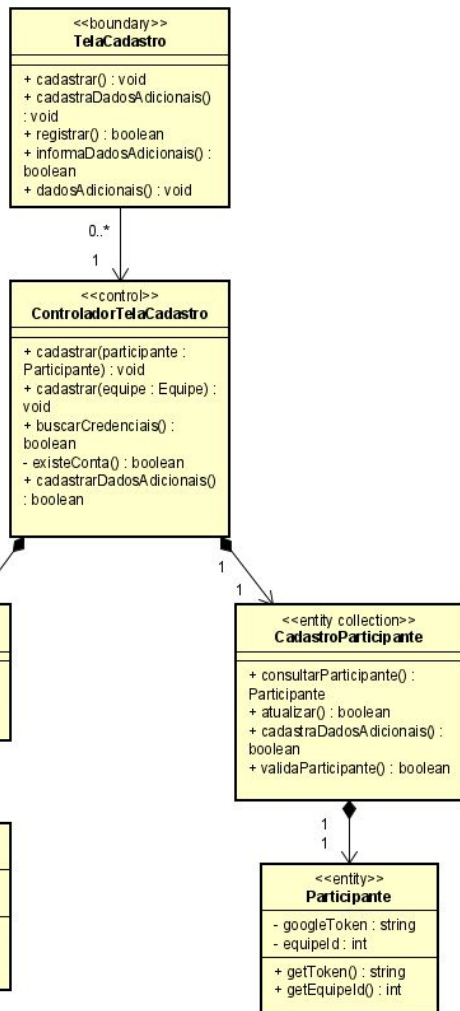 <<boundary>>
TelaCadastro
+ cadastrar() : void
+ cadastraDadosAdicionais()
: void
+ registrar() : boolean
+ informaDadosAdicionais() :
boolean
+ dadosAdicionais() : void
0..*
1
<<control>>
ControladorTelaCadastro
+ cadastrar(participante :
Participante) : void
+ cadastrar(equipe : Equipe) :
void
+ buscarCredenciais() :
boolean
- existeConta() : boolean
+ cadastrarDadosAdicionais()
: boolean
1
1
<<entity collection>>
CadastroParticipante
+ consultarParticipante() :
Participante
+ atualizar() : boolean
+ cadastraDadosAdicionais() :
boolean
+ validaParticipante() : boolean
1
1
<<entity>>
Participante
- googleToken : string
- equipeId : int
+ getToken() : string
+ getEquipeId() : int